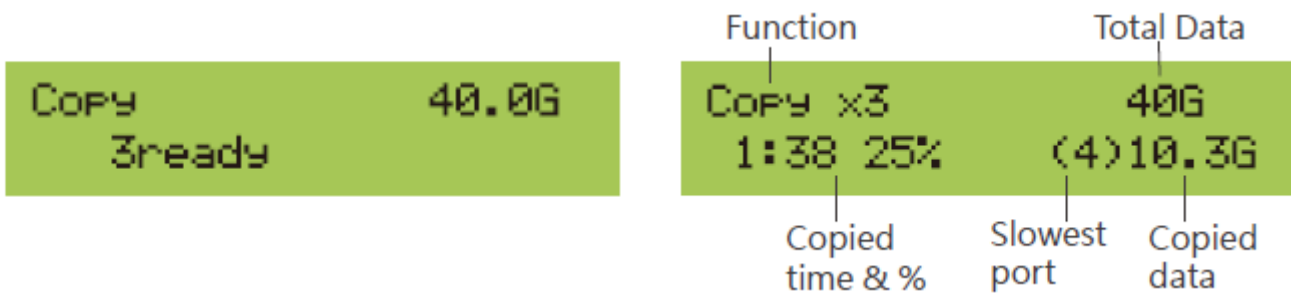 Copy 40.0G
3ready
Function Total Data
Copy x3 40G
1:38 25% (4)10.3G
Copied time & %
Slowest port
Copied data